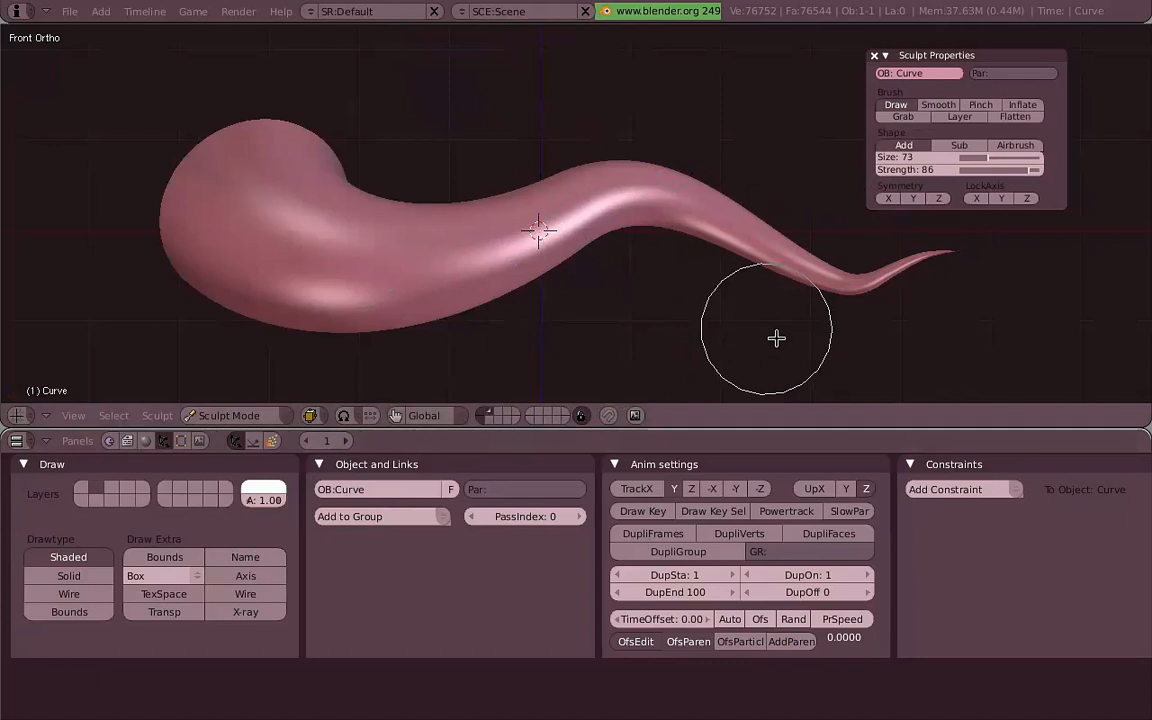 File Add Timeline Game Render Help SR:Default SCE:Scene www.blender.org 249 Ve:76752 | Fa:76544 | Ob:1-1 | La:0 | Mem:37.63M (0.44M) | Time: | Curve
Front Ortho
Sculpt Properties
OB: Curve Par:
Brush
Draw Smooth Pinch Inflate
Grab Layer Flatten
Shape
Add Sub Airbrush
Size: 73
Strength: 86
Symmetry LockAxis
X Y Z X Y Z
(1) Curve
View Select Sculpt Sculpt Mode Global
Panels 1
Draw
Layers
A: 1.00
Drawtype Draw Extra
Shaded Bounds Name
Solid Box Axis
Wire TexSpace Wire
Bounds Transp X-ray
Object and Links
OB:Curve F Par:
Add to Group PassIndex: 0
Anim settings
TrackX Y Z -X -Y -Z UpX Y Z
Draw Key Draw Key Sel Powertrack SlowPar
DupliFrames DupliVerts DupliFaces
DupliGroup GR:
DupSta: 1 DupOn: 1
DupEnd 100 DupOff 0
TimeOffset: 0.00 Auto Ofs Rand PrSpeed
OfsEdit OfsParen OfsParticl AddParen 0.0000
Constraints
Add Constraint To Object: Curve